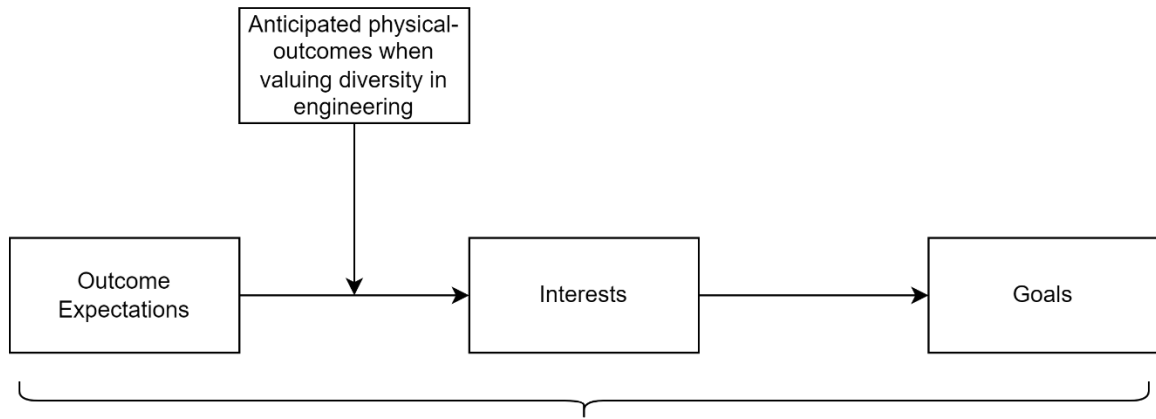 Anticipated physical-
outcomes when
valuing diversity in
engineering
Outcome
Expectations
Interests
Goals